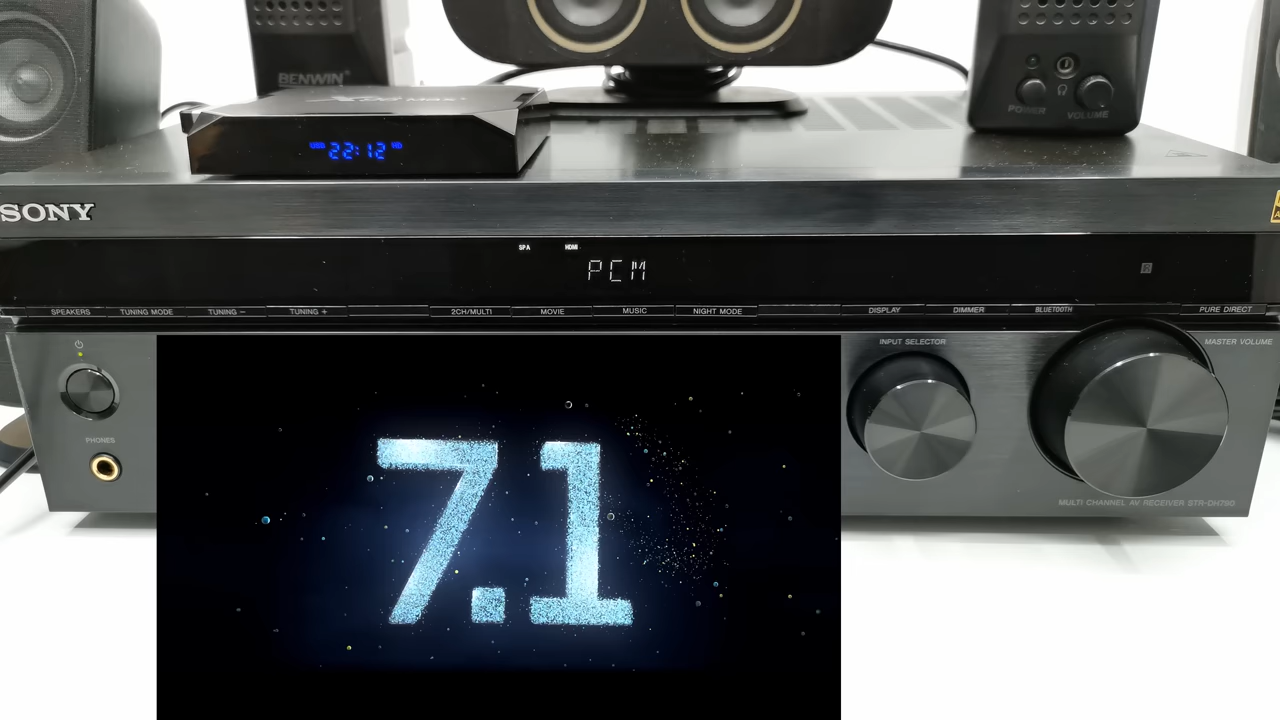 BENWIN
POWER
VOLUME
22:12
SONY
SPA
HDMI
PCM
SPEAKERS
TUNING MODE
TUNING −
TUNING +
2CH/MULTI
MOVIE
MUSIC
NIGHT MODE
DISPLAY
DIMMER
BLUETOOTH
PURE DIRECT
INPUT SELECTOR
MASTER VOLUME
PHONES
7.1
MULTI CHANNEL AV RECEIVER STR-DH790